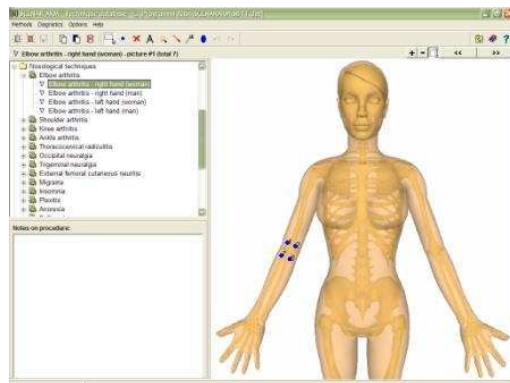 Methods Diagnostics Options Help
Elbow arthritis - right hand (woman) - picture #1 (total 7)
+ - << >>
Nosological techniques
Elbow arthritis
Elbow arthritis - right hand (woman)
Elbow arthritis - right hand (man)
Elbow arthritis - left hand (woman)
Elbow arthritis - left hand (man)
Shoulder arthritis
Knee arthritis
Ankle arthritis
Thoracocervical radiculitis
Occipital neuralgia
Trigeminal neuralgia
External femoral cutaneous neuritis
Migraine
Insomnia
Plexitis
Notes on procedure: